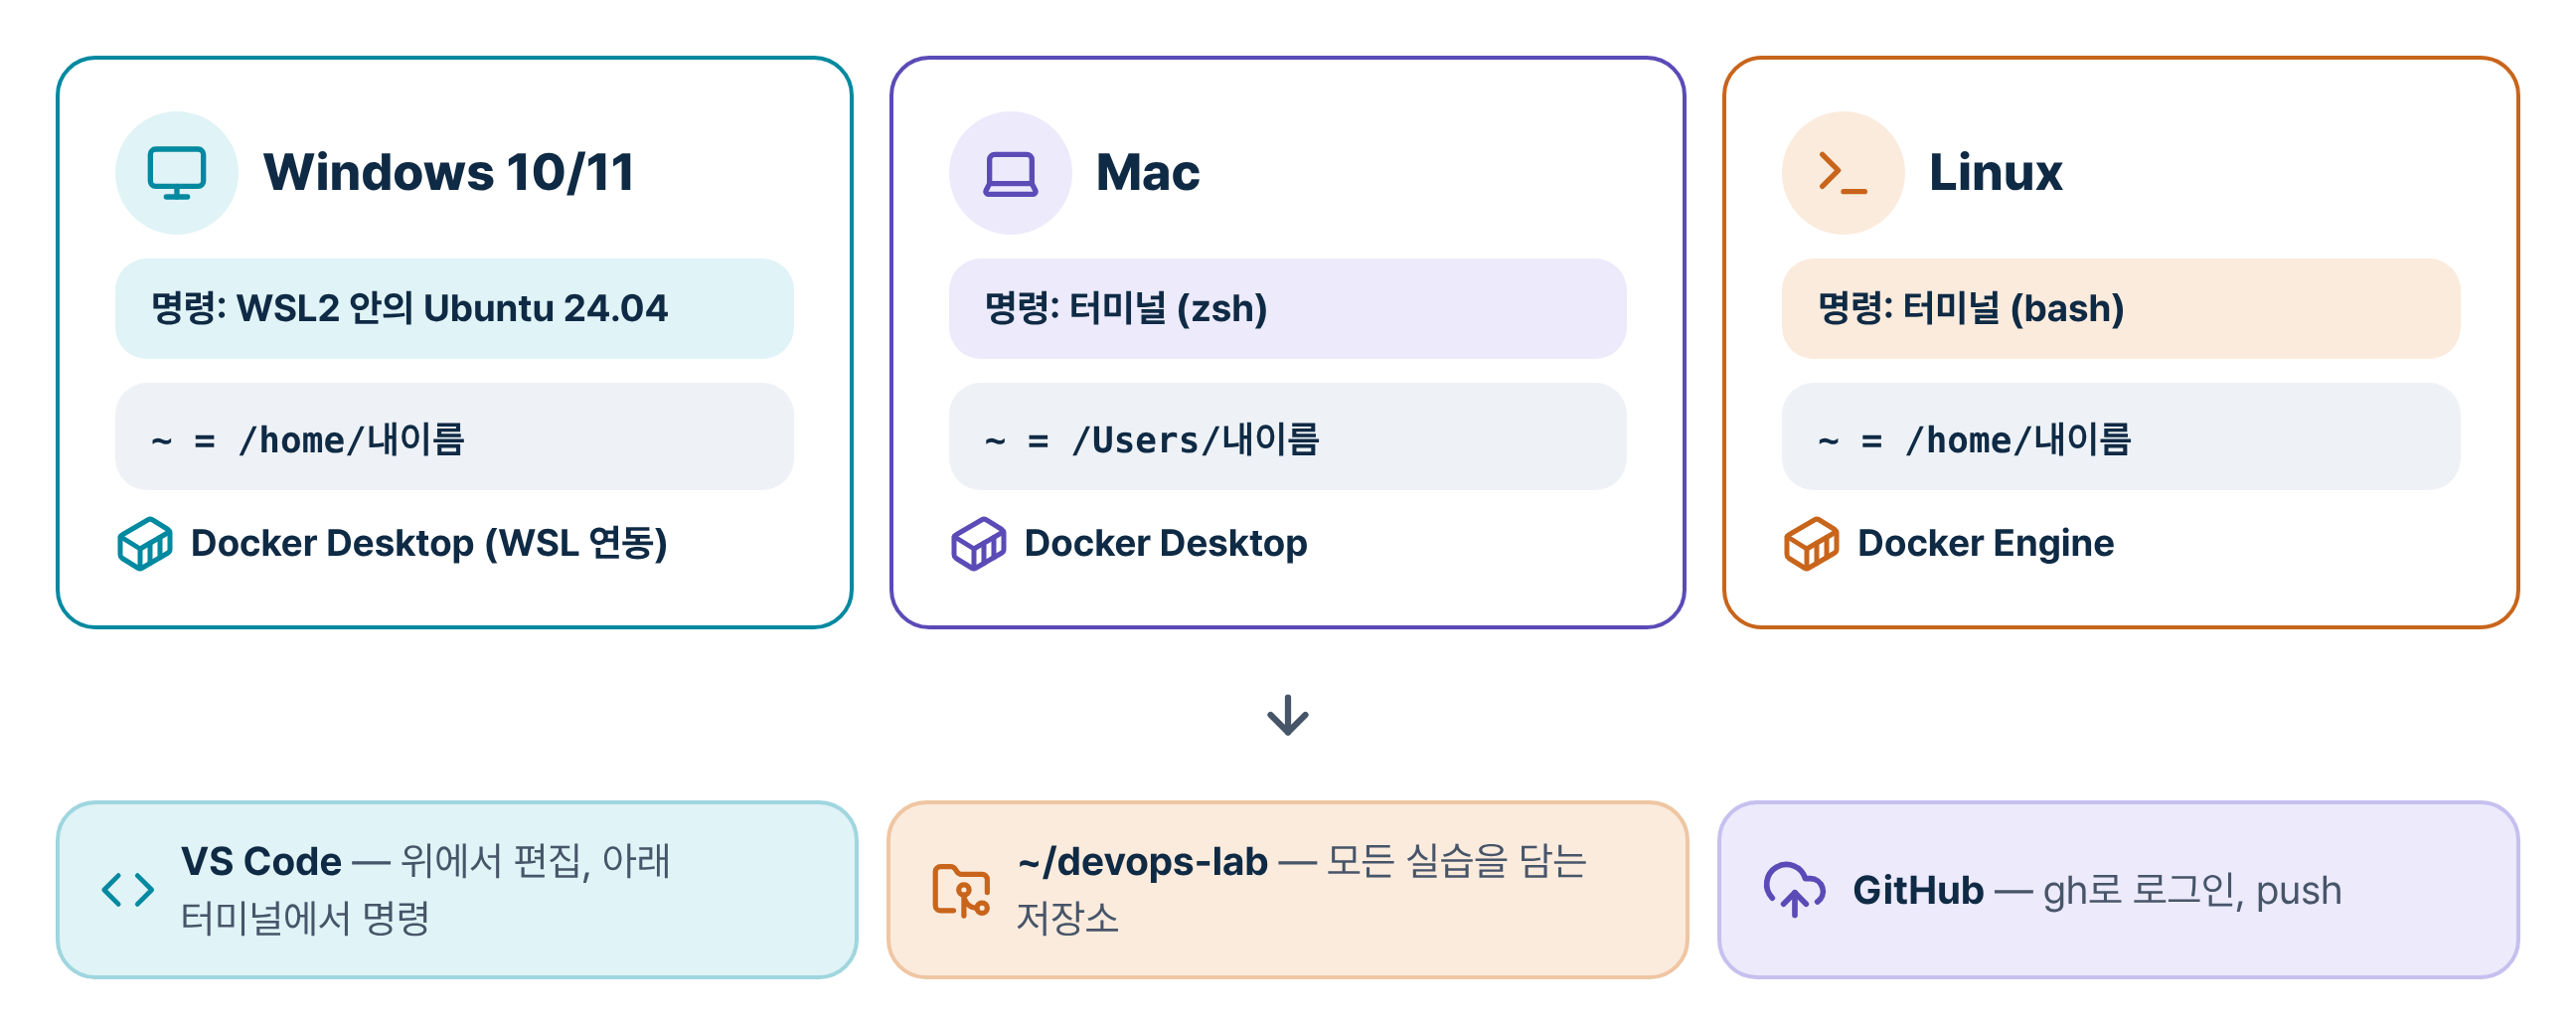 Windows 10/11
명령: WSL2 안의 Ubuntu 24.04
~ = /home/내이름
Docker Desktop (WSL 연동)
Mac
명령: 터미널 (zsh)
~ = /Users/내이름
Docker Desktop
Linux
명령: 터미널 (bash)
~ = /home/내이름
Docker Engine
VS Code — 위에서 편집, 아래
터미널에서 명령
~/devops-lab — 모든 실습을 담는
저장소
GitHub — gh로 로그인, push